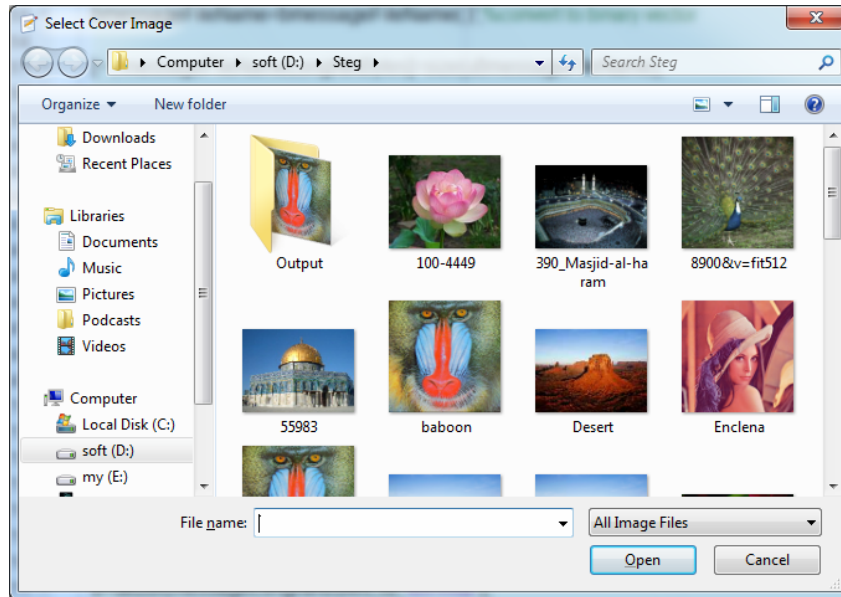 Select Cover Image
Computer soft (D:) Steg
Search Steg
Organize New folder
Downloads
Recent Places
Libraries
Documents
Music
Pictures
Podcasts
Videos
Computer
Local Disk (C:)
soft (D:)
my (E:)
Output
100-4449
390_Masjid-al-ha
ram
8900&v=fit512
55983
baboon
Desert
Enclena
File name:
All Image Files
Open
Cancel